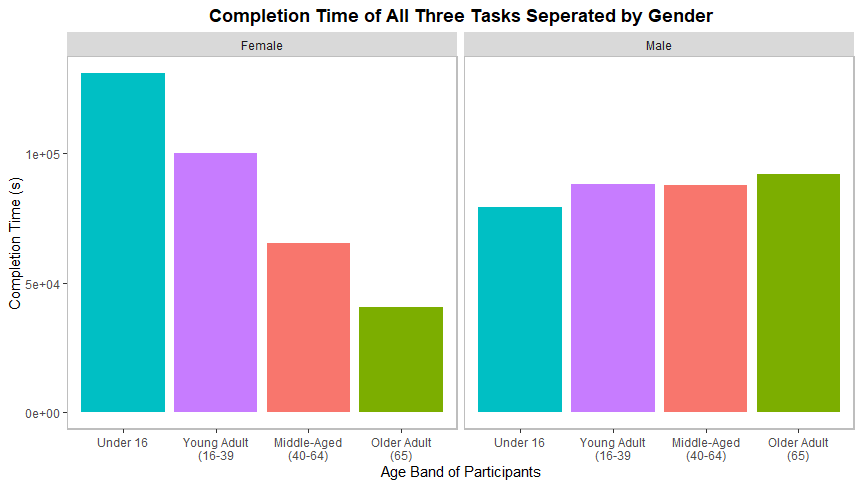 Completion Time of All Three Tasks Seperated by Gender
Female
Male
Completion Time (s)
1e+05
5e+04
0e+00
Under 16
Young Adult
(16-39
Middle-Aged
(40-64)
Older Adult
(65)
Under 16
Young Adult
(16-39
Middle-Aged
(40-64)
Older Adult
(65)
Age Band of Participants